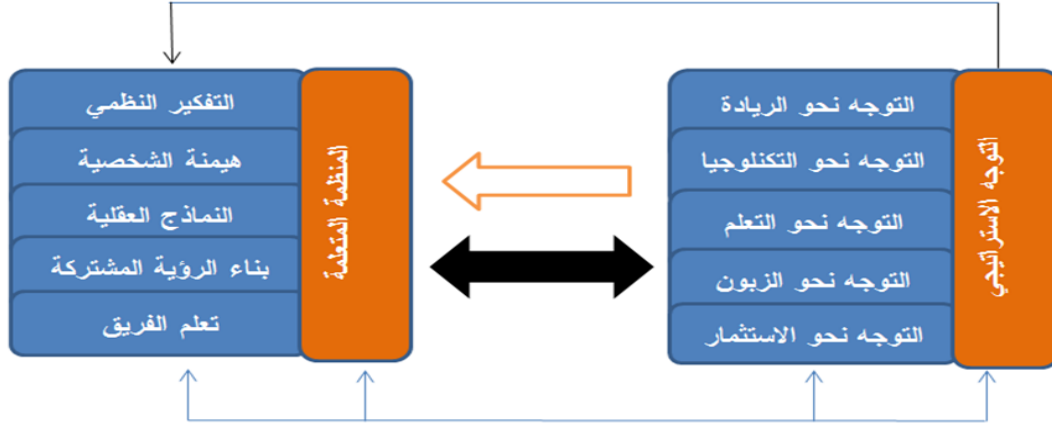 التوجه الاستراتيجي
التوجه نحو الريادة
التوجه نحو التكنلوجيا
التوجه نحو التعلم
التوجه نحو الزبون
التوجه نحو الاستثمار
المنظمة المتعلمة
التفكير النظمي
هيمنة الشخصية
النماذج العقلية
بناء الرؤية المشتركة
تعلم الفريق